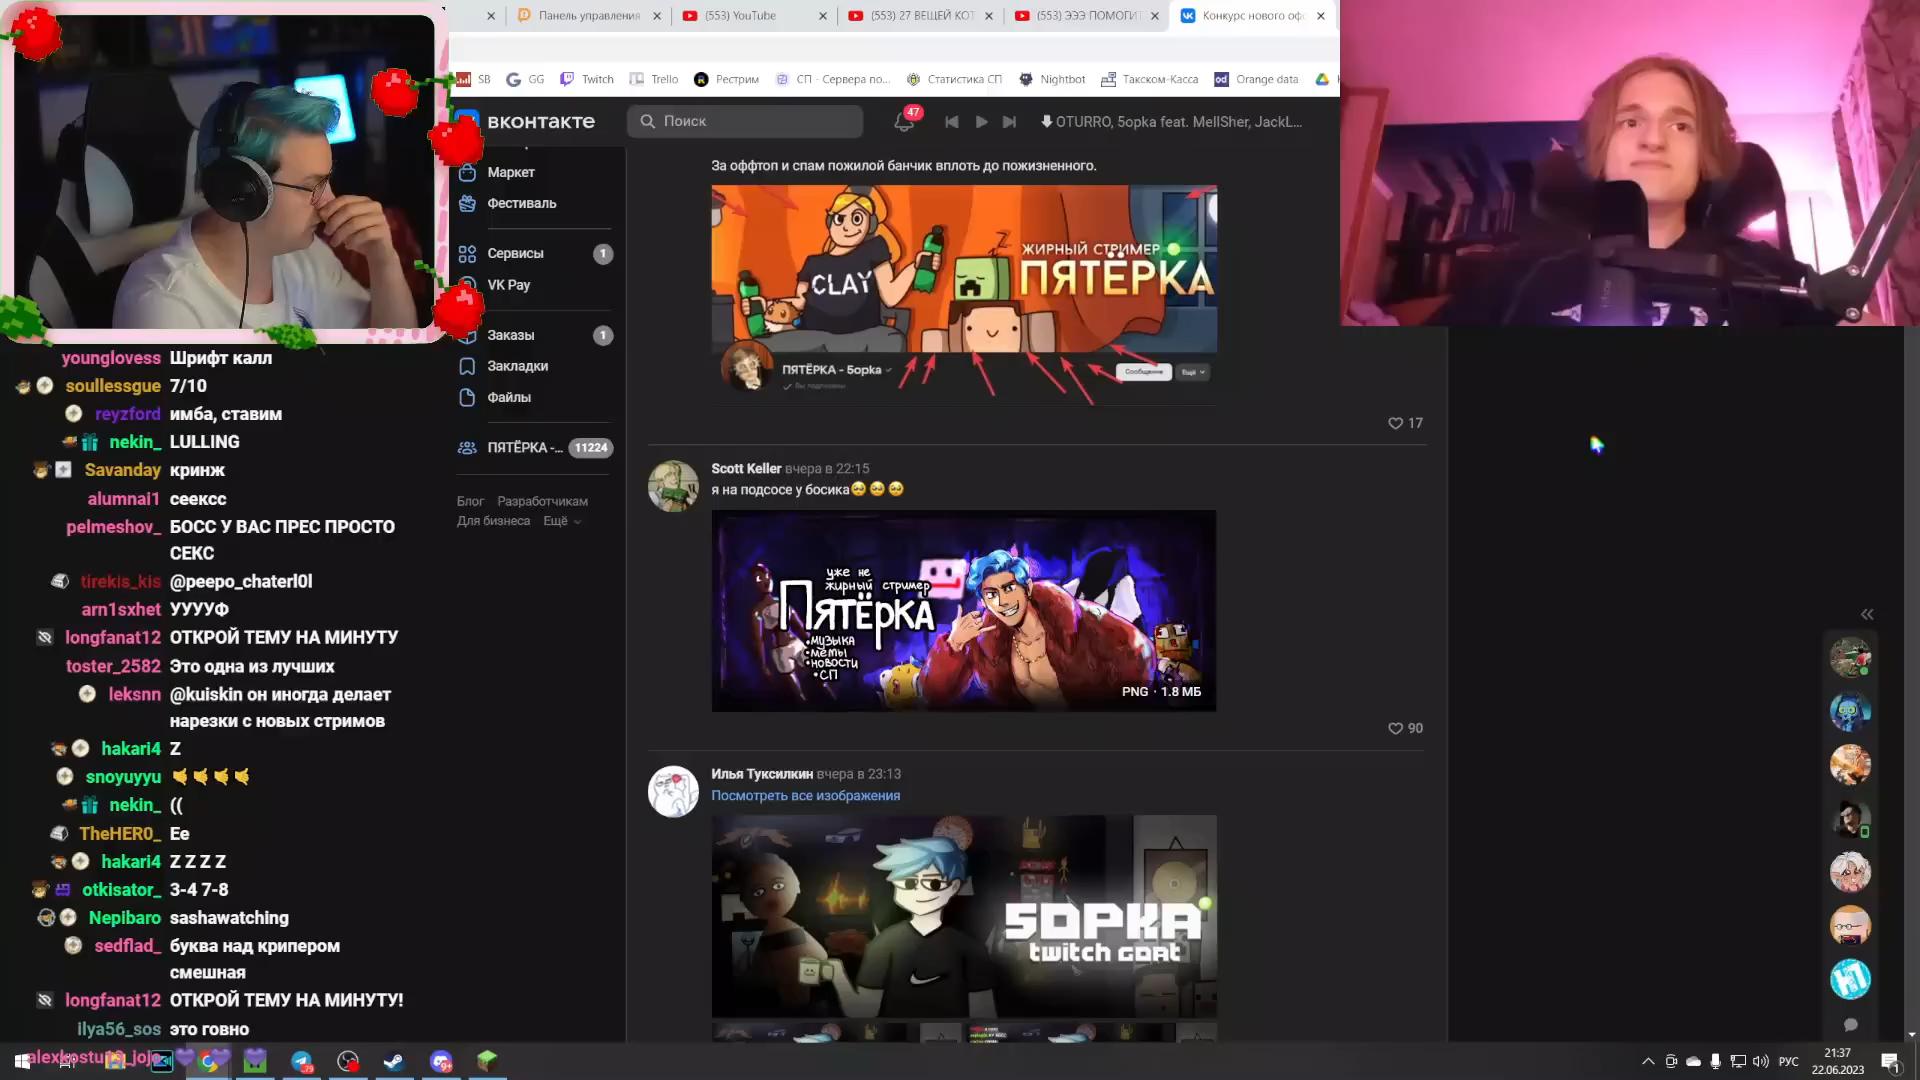 Панель управления
(553) YouTube
(553) 27 ВЕЩЕЙ КОТ
(553) ЭЭЭ ПОМОГИТ
Конкурс нового оф
SB
GG
Twitch
Trello
Рестрим
СП - Сервера по...
Статистика СП
Nightbot
Такском-Касса
Orange data
вконтакте
Поиск
47
OTURRO, 5opka feat. MellSher, JackL...
Маркет
Фестиваль
Сервисы 1
VK Pay
Заказы 1
Закладки
Файлы
ПЯТЁРКА -... 11224
Блог Разработчикам
Для бизнеса Ещё
За оффтоп и спам пожилой банчик вплоть до пожизненного.
CLAY
ЖИРНЫЙ СТРИМЕР
ПЯТЁРКА
ПЯТЁРКА - 5opka
Вы подписаны
Сообщение
Ещё
17
Scott Keller вчера в 22:15
я на подсосе у босика🥺🥺🥺
уже не
жирный стример
ПЯТЁРКА
•музыка
•мемы
•новости
•СП
PNG · 1.8 МБ
90
Илья Туксилкин вчера в 23:13
Посмотреть все изображения
5OPKA
twitch GOAT
younglovess Шрифт калл
soullessgue 7/10
reyzford имба, ставим
nekin_ LULLING
Savanday кринж
alumnai1 сеекссс
pelmeshov_ БОСС У ВАС ПРЕС ПРОСТО
СЕКС
tirekis_kis @peepo_chaterl0l
arn1sxhet УУУУФ
longfanat12 ОТКРОЙ ТЕМУ НА МИНУТУ
toster_2582 Это одна из лучших
leksnn @kuiskin он иногда делает
нарезки с новых стримов
hakari4 Z
snoyuyyu 🤙🤙🤙🤙
nekin_ ((
TheHER0_ Ее
hakari4 Z Z Z Z
otkisator_ 3-4 7-8
Nepibaro sashawatching
sedflad_ буква над крипером
смешная
longfanat12 ОТКРОЙ ТЕМУ НА МИНУТУ!
ilya56_sos это говно
РУС
21:37
22.06.2023